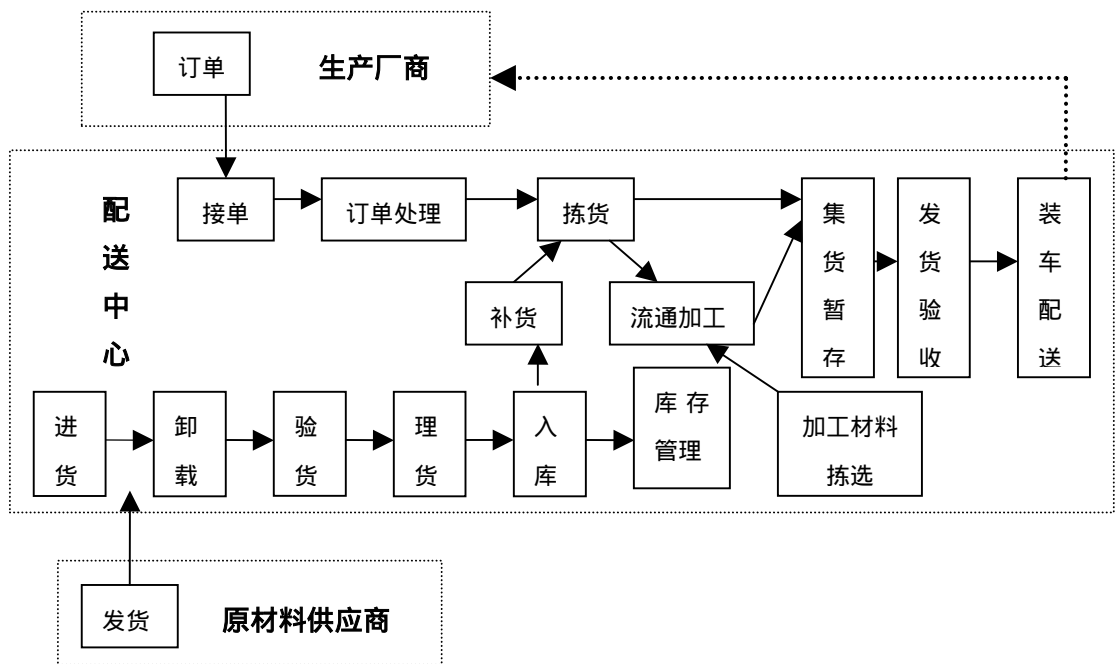 订单
生产厂商
配
送
中
心
接单
订单处理
拣货
集
货
暂
存
发
货
验
收
装
车
配
送
补货
流通加工
进
货
卸
载
验
货
理
货
入
库
库 存
管理
加工材料
拣选
发货
原材料供应商